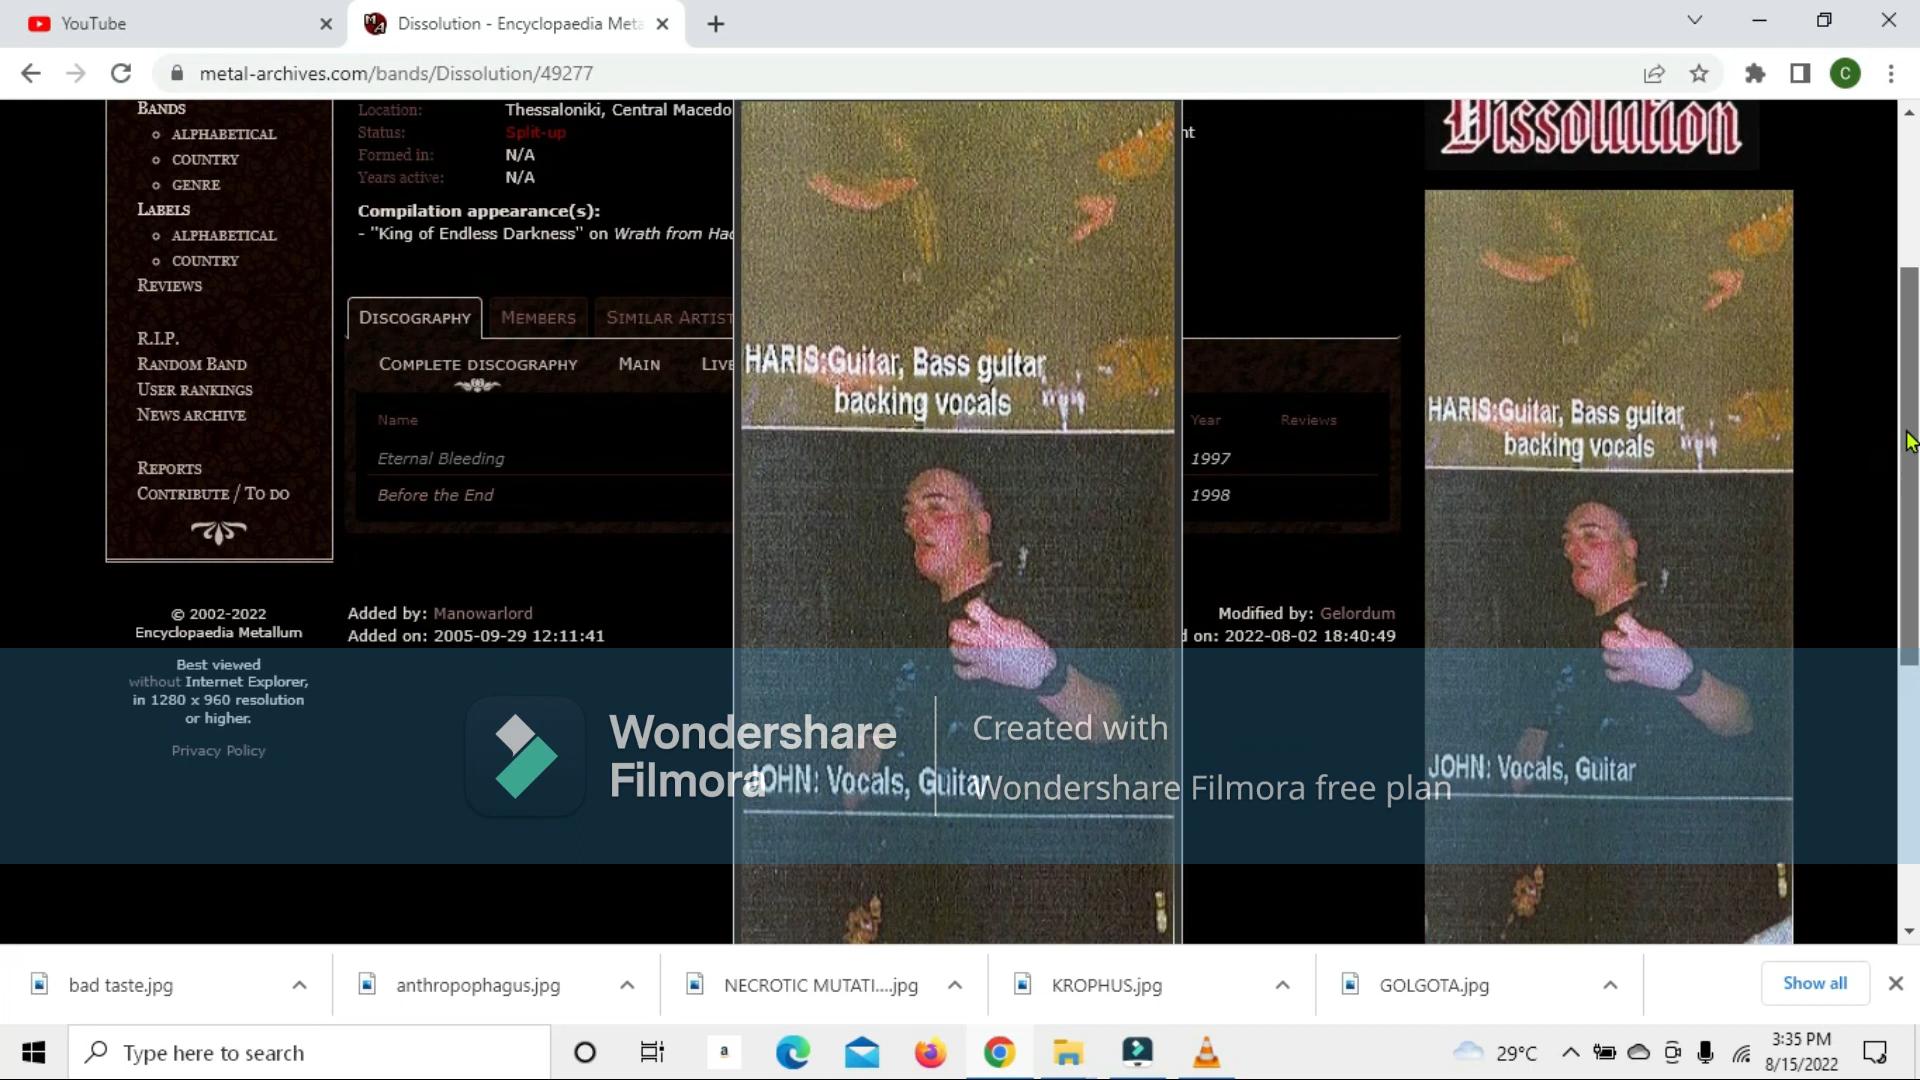 YouTube
Dissolution - Encyclopaedia Meta
metal-archives.com/bands/Dissolution/49277
C
BANDS
ALPHABETICAL
COUNTRY
GENRE
LABELS
ALPHABETICAL
COUNTRY
REVIEWS
R.I.P.
RANDOM BAND
USER RANKINGS
NEWS ARCHIVE
REPORTS
CONTRIBUTE / TO DO
© 2002-2022
Encyclopaedia Metallum
Best viewed
without Internet Explorer,
in 1280 x 960 resolution
or higher.
Privacy Policy
Location: Thessaloniki, Central Macedo
Status: Split-up
Formed in: N/A
Years active: N/A
nt
Compilation appearance(s):
- "King of Endless Darkness" on Wrath from Had
DISCOGRAPHY MEMBERS SIMILAR ARTIST
COMPLETE DISCOGRAPHY MAIN LIVE
Name Year Reviews
Eternal Bleeding 1997
Before the End 1998
Added by: Manowarlord
Added on: 2005-09-29 12:11:41
Modified by: Gelordum
d on: 2022-08-02 18:40:49
HARIS:Guitar, Bass guitar
backing vocals
JOHN: Vocals, Guitar
Dissolution
HARIS:Guitar, Bass guitar
backing vocals
JOHN: Vocals, Guitar
Wondershare
Filmora
Created with
Wondershare Filmora free plan
bad taste.jpg
anthropophagus.jpg
NECROTIC MUTATI....jpg
KROPHUS.jpg
GOLGOTA.jpg
Show all
Type here to search
a
29°C
3:35 PM
8/15/2022